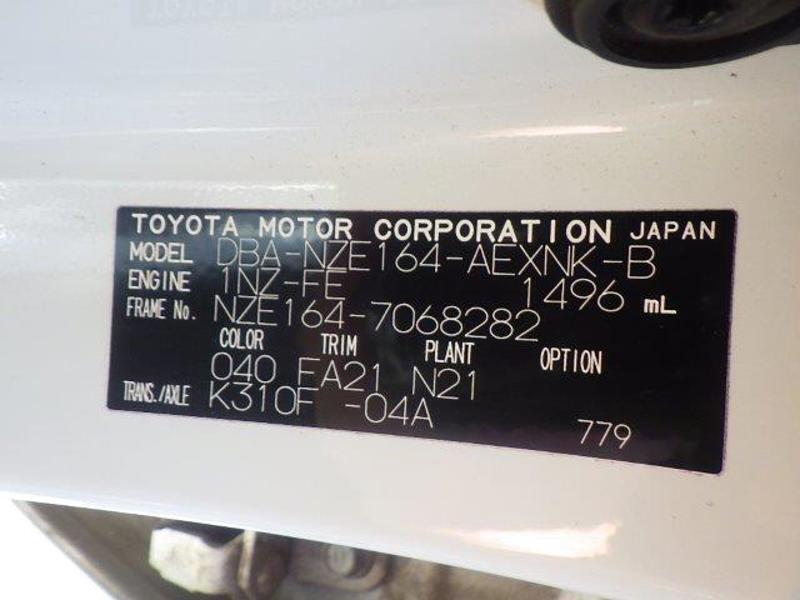 TOYOTA MOTOR CORPORATION JAPAN
MODEL DBA-NZE164-AEXNK-B
ENGINE 1NZ-FE 1496 mL
FRAME No. NZE164-7068282
COLOR TRIM PLANT OPTION
040 FA21 N21
TRANS./AXLE K310F -04A
779